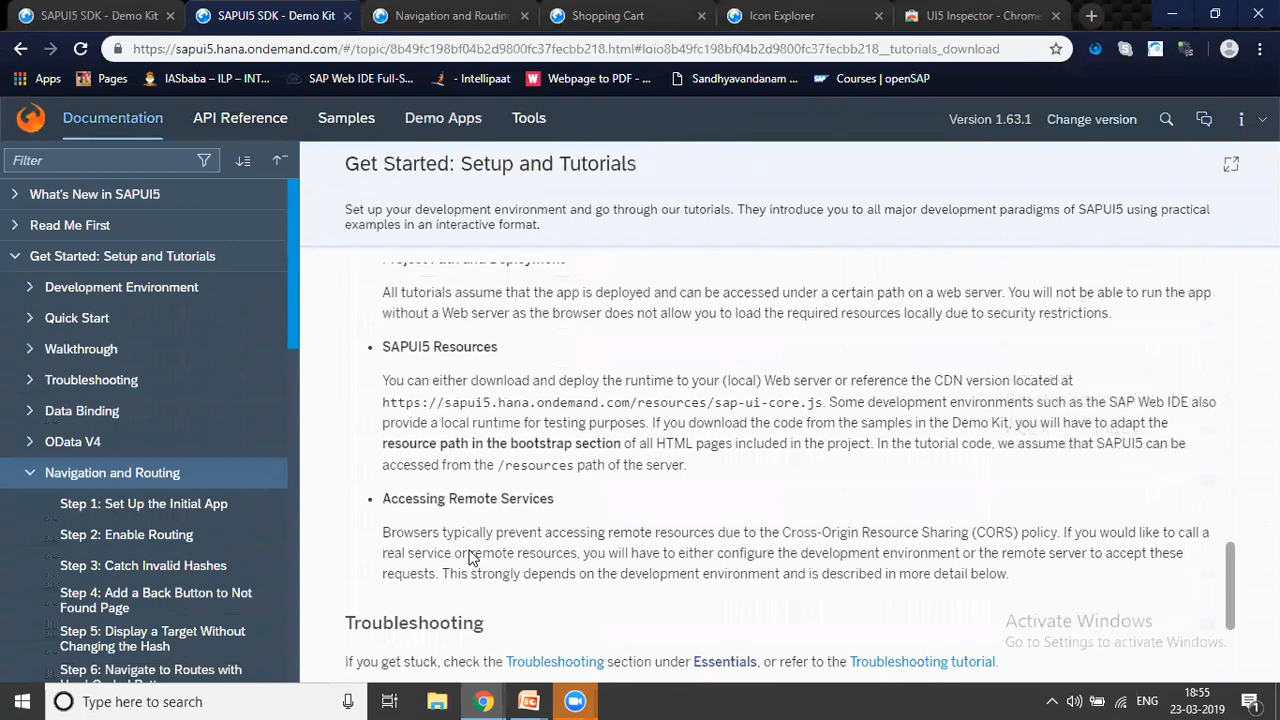 SAPUI5 SDK - Demo Kit
SAPUI5 SDK - Demo Kit
Navigation and Routin
Shopping Cart
Icon Explorer
UI5 Inspector - Chrome
https://sapui5.hana.ondemand.com/#/topic/8b49fc198bf04b2d9800fc37fecbb218.html#loio8b49fc198bf04b2d9800fc37fecbb218__tutorials_download
Apps
Pages
IASbaba – ILP – INT...
SAP Web IDE Full-S...
- Intellipaat
Webpage to PDF - ...
Sandhyavandanam ...
Courses | openSAP
Documentation
API Reference
Samples
Demo Apps
Tools
Version 1.63.1
Change version
Filter
What's New in SAPUI5
Read Me First
Get Started: Setup and Tutorials
Development Environment
Quick Start
Walkthrough
Troubleshooting
Data Binding
OData V4
Navigation and Routing
Step 1: Set Up the Initial App
Step 2: Enable Routing
Step 3: Catch Invalid Hashes
Step 4: Add a Back Button to Not
Found Page
Step 5: Display a Target Without
Changing the Hash
Step 6: Navigate to Routes with
Get Started: Setup and Tutorials
Set up your development environment and go through our tutorials. They introduce you to all major development paradigms of SAPUI5 using practical
examples in an interactive format.
Project Path and Deployment
All tutorials assume that the app is deployed and can be accessed under a certain path on a web server. You will not be able to run the app
without a Web server as the browser does not allow you to load the required resources locally due to security restrictions.
• SAPUI5 Resources
You can either download and deploy the runtime to your (local) Web server or reference the CDN version located at
https://sapui5.hana.ondemand.com/resources/sap-ui-core.js. Some development environments such as the SAP Web IDE also
provide a local runtime for testing purposes. If you download the code from the samples in the Demo Kit, you will have to adapt the
resource path in the bootstrap section of all HTML pages included in the project. In the tutorial code, we assume that SAPUI5 can be
accessed from the /resources path of the server.
• Accessing Remote Services
Browsers typically prevent accessing remote resources due to the Cross-Origin Resource Sharing (CORS) policy. If you would like to call a
real service or remote resources, you will have to either configure the development environment or the remote server to accept these
requests. This strongly depends on the development environment and is described in more detail below.
Troubleshooting
If you get stuck, check the Troubleshooting section under Essentials, or refer to the Troubleshooting tutorial.
Activate Windows
Go to Settings to activate Windows.
Type here to search
ENG
18:55
23-03-2019
1